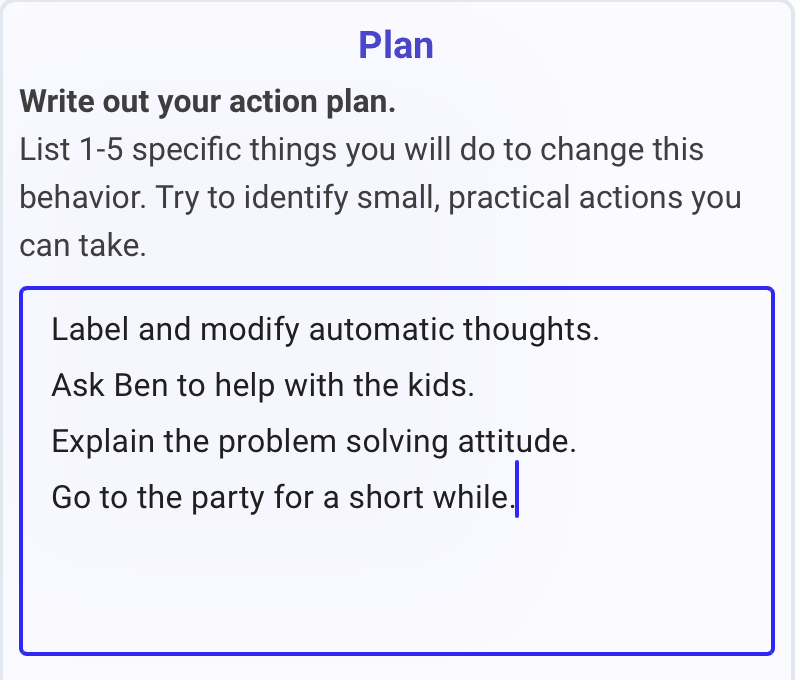 Plan
Write out your action plan.
List 1-5 specific things you will do to change this
behavior. Try to identify small, practical actions you
can take.
Label and modify automatic thoughts.
Ask Ben to help with the kids.
Explain the problem solving attitude.
Go to the party for a short while.